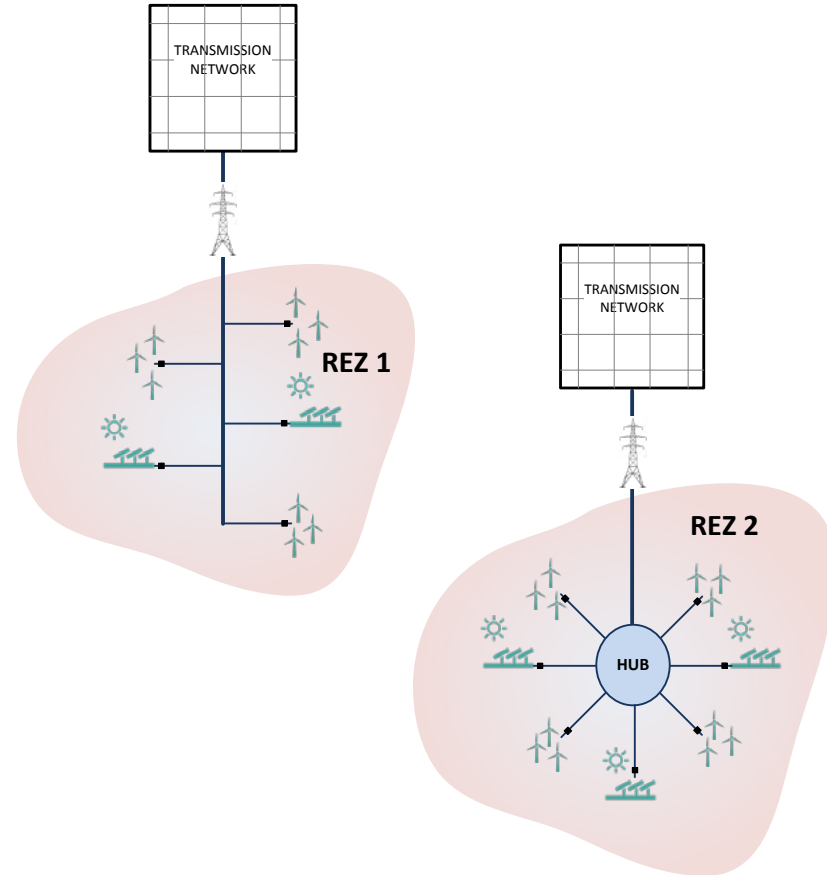 TRANSMISSION
NETWORK
REZ 1
TRANSMISSION
NETWORK
REZ 2
HUB